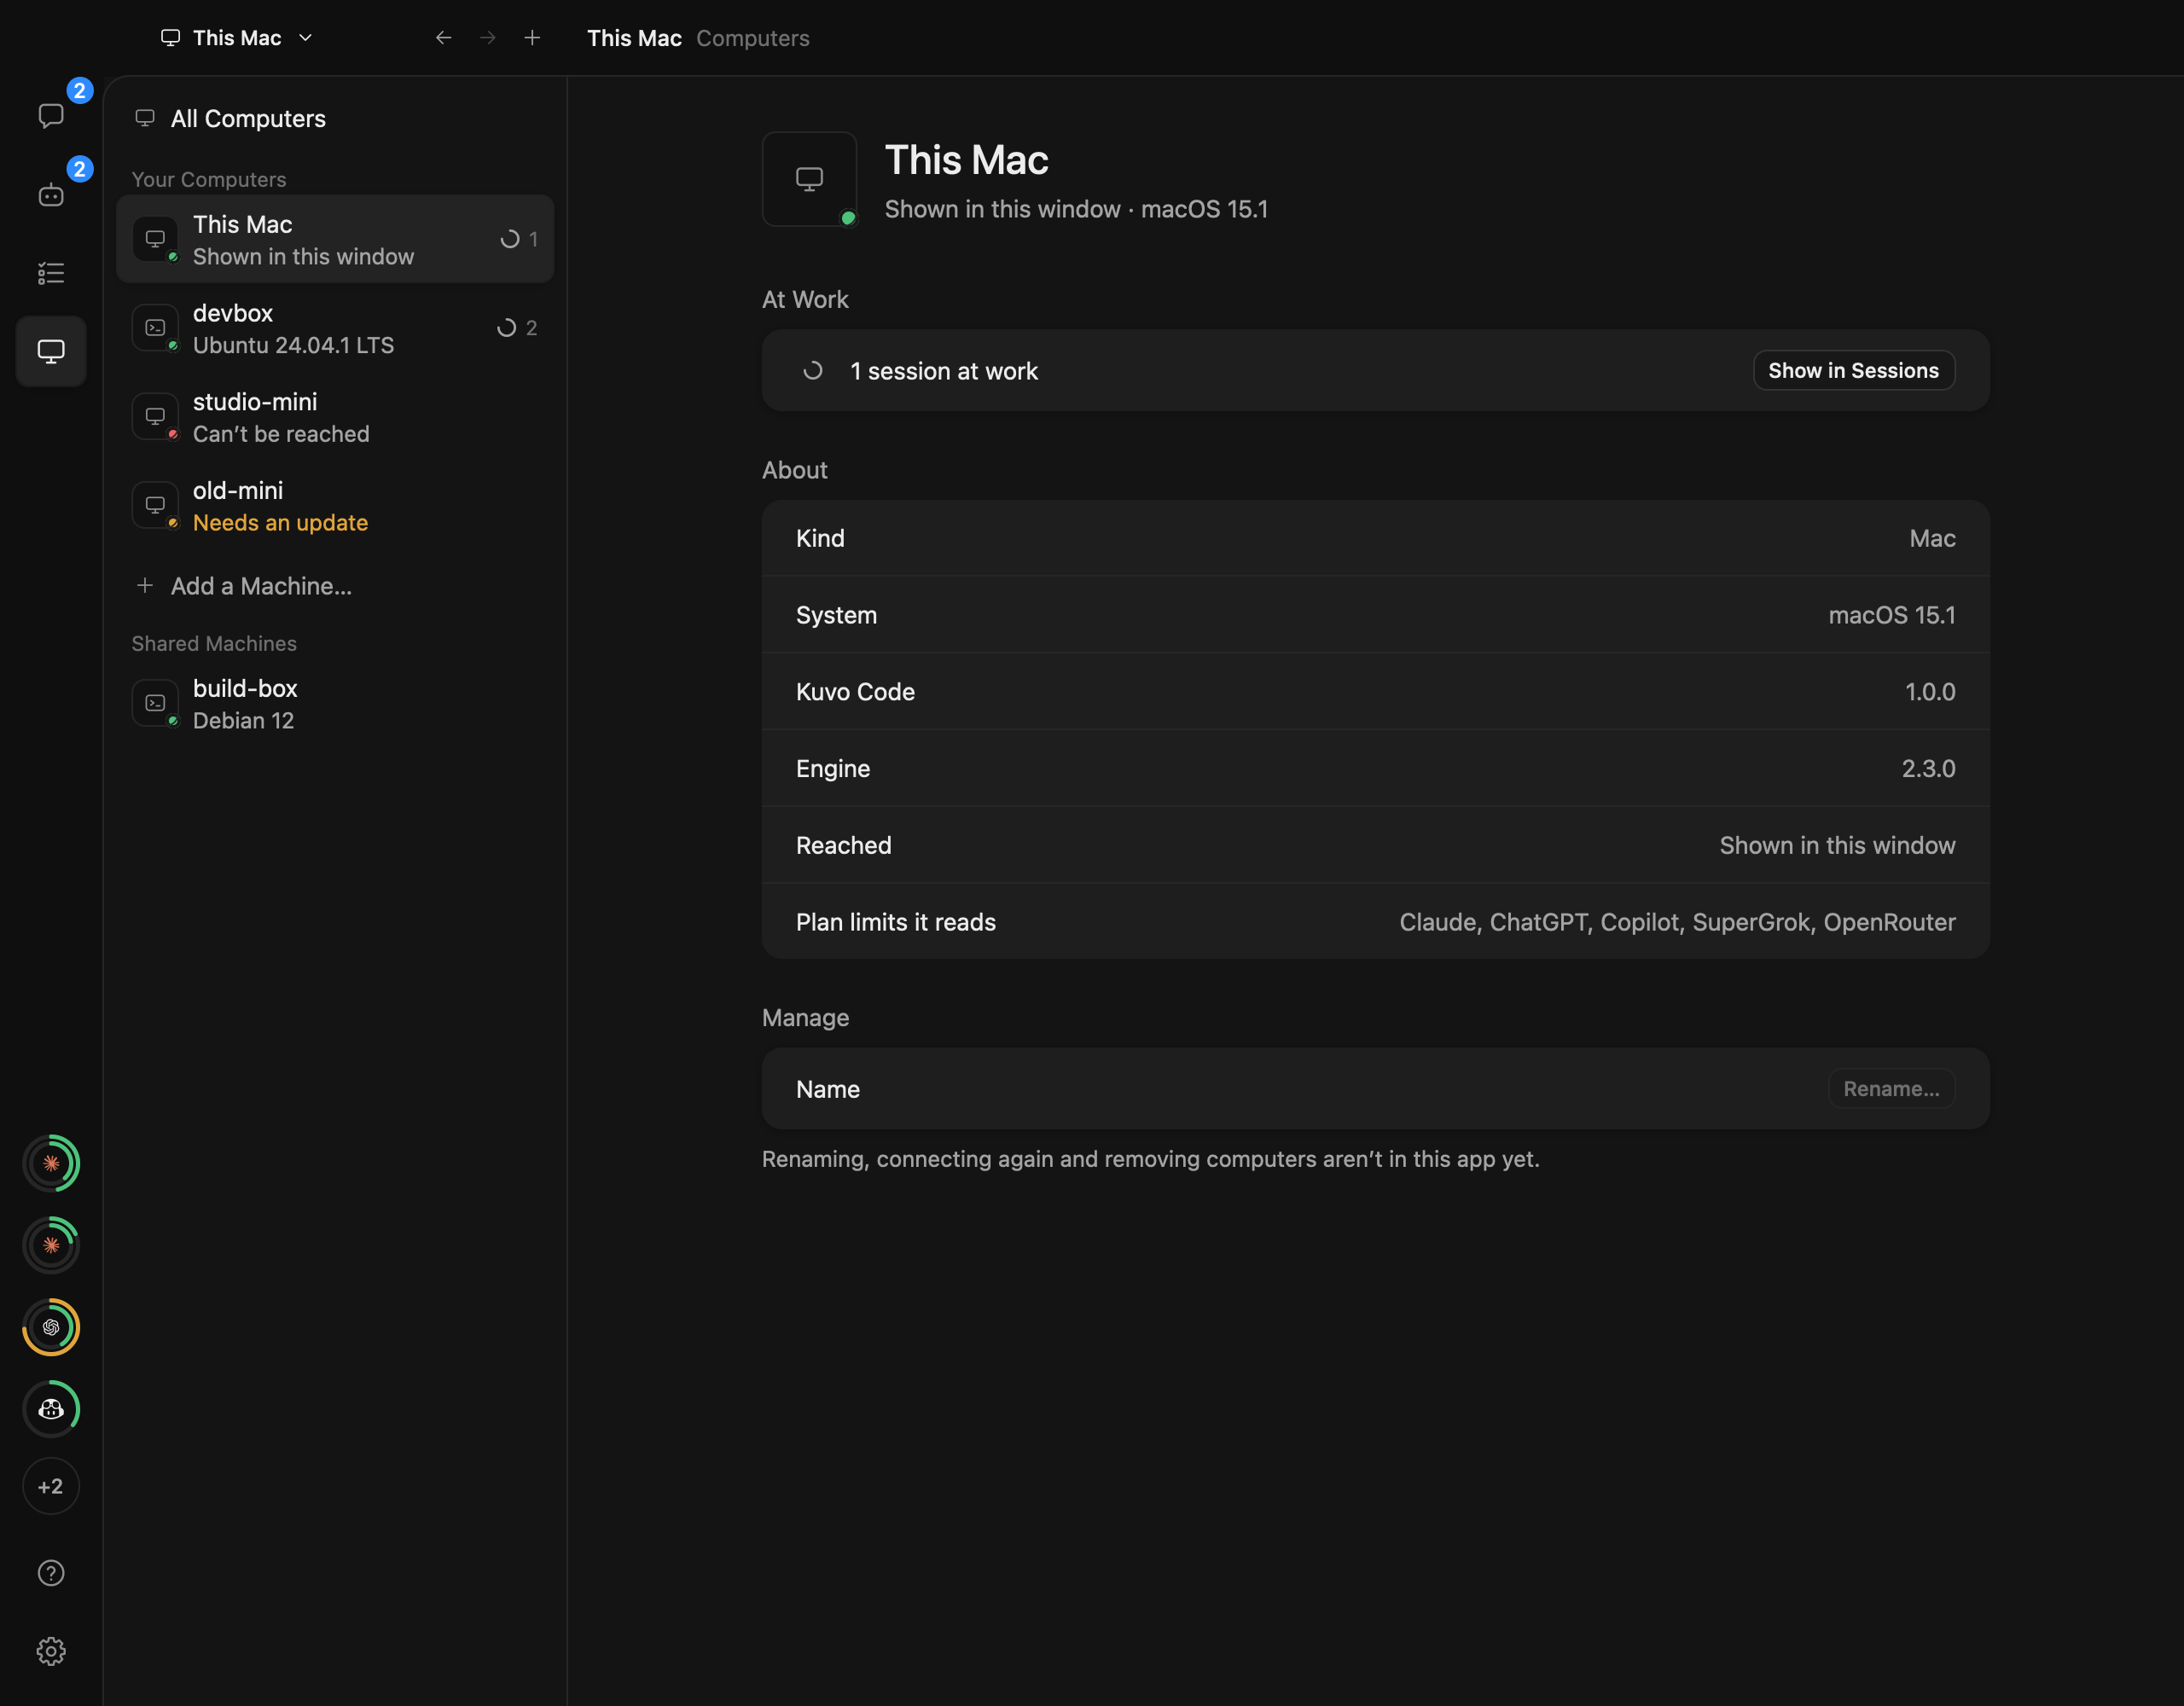 This Mac
This Mac Computers
2
2
All Computers
Your Computers
This Mac
Shown in this window
1
devbox
Ubuntu 24.04.1 LTS
2
studio-mini
Can’t be reached
old-mini
Needs an update
Add a Machine...
Shared Machines
build-box
Debian 12
+2
This Mac
Shown in this window · macOS 15.1
At Work
1 session at work
Show in Sessions
About
Kind Mac
System macOS 15.1
Kuvo Code 1.0.0
Engine 2.3.0
Reached Shown in this window
Plan limits it reads Claude, ChatGPT, Copilot, SuperGrok, OpenRouter
Manage
Name Rename...
Renaming, connecting again and removing computers aren’t in this app yet.